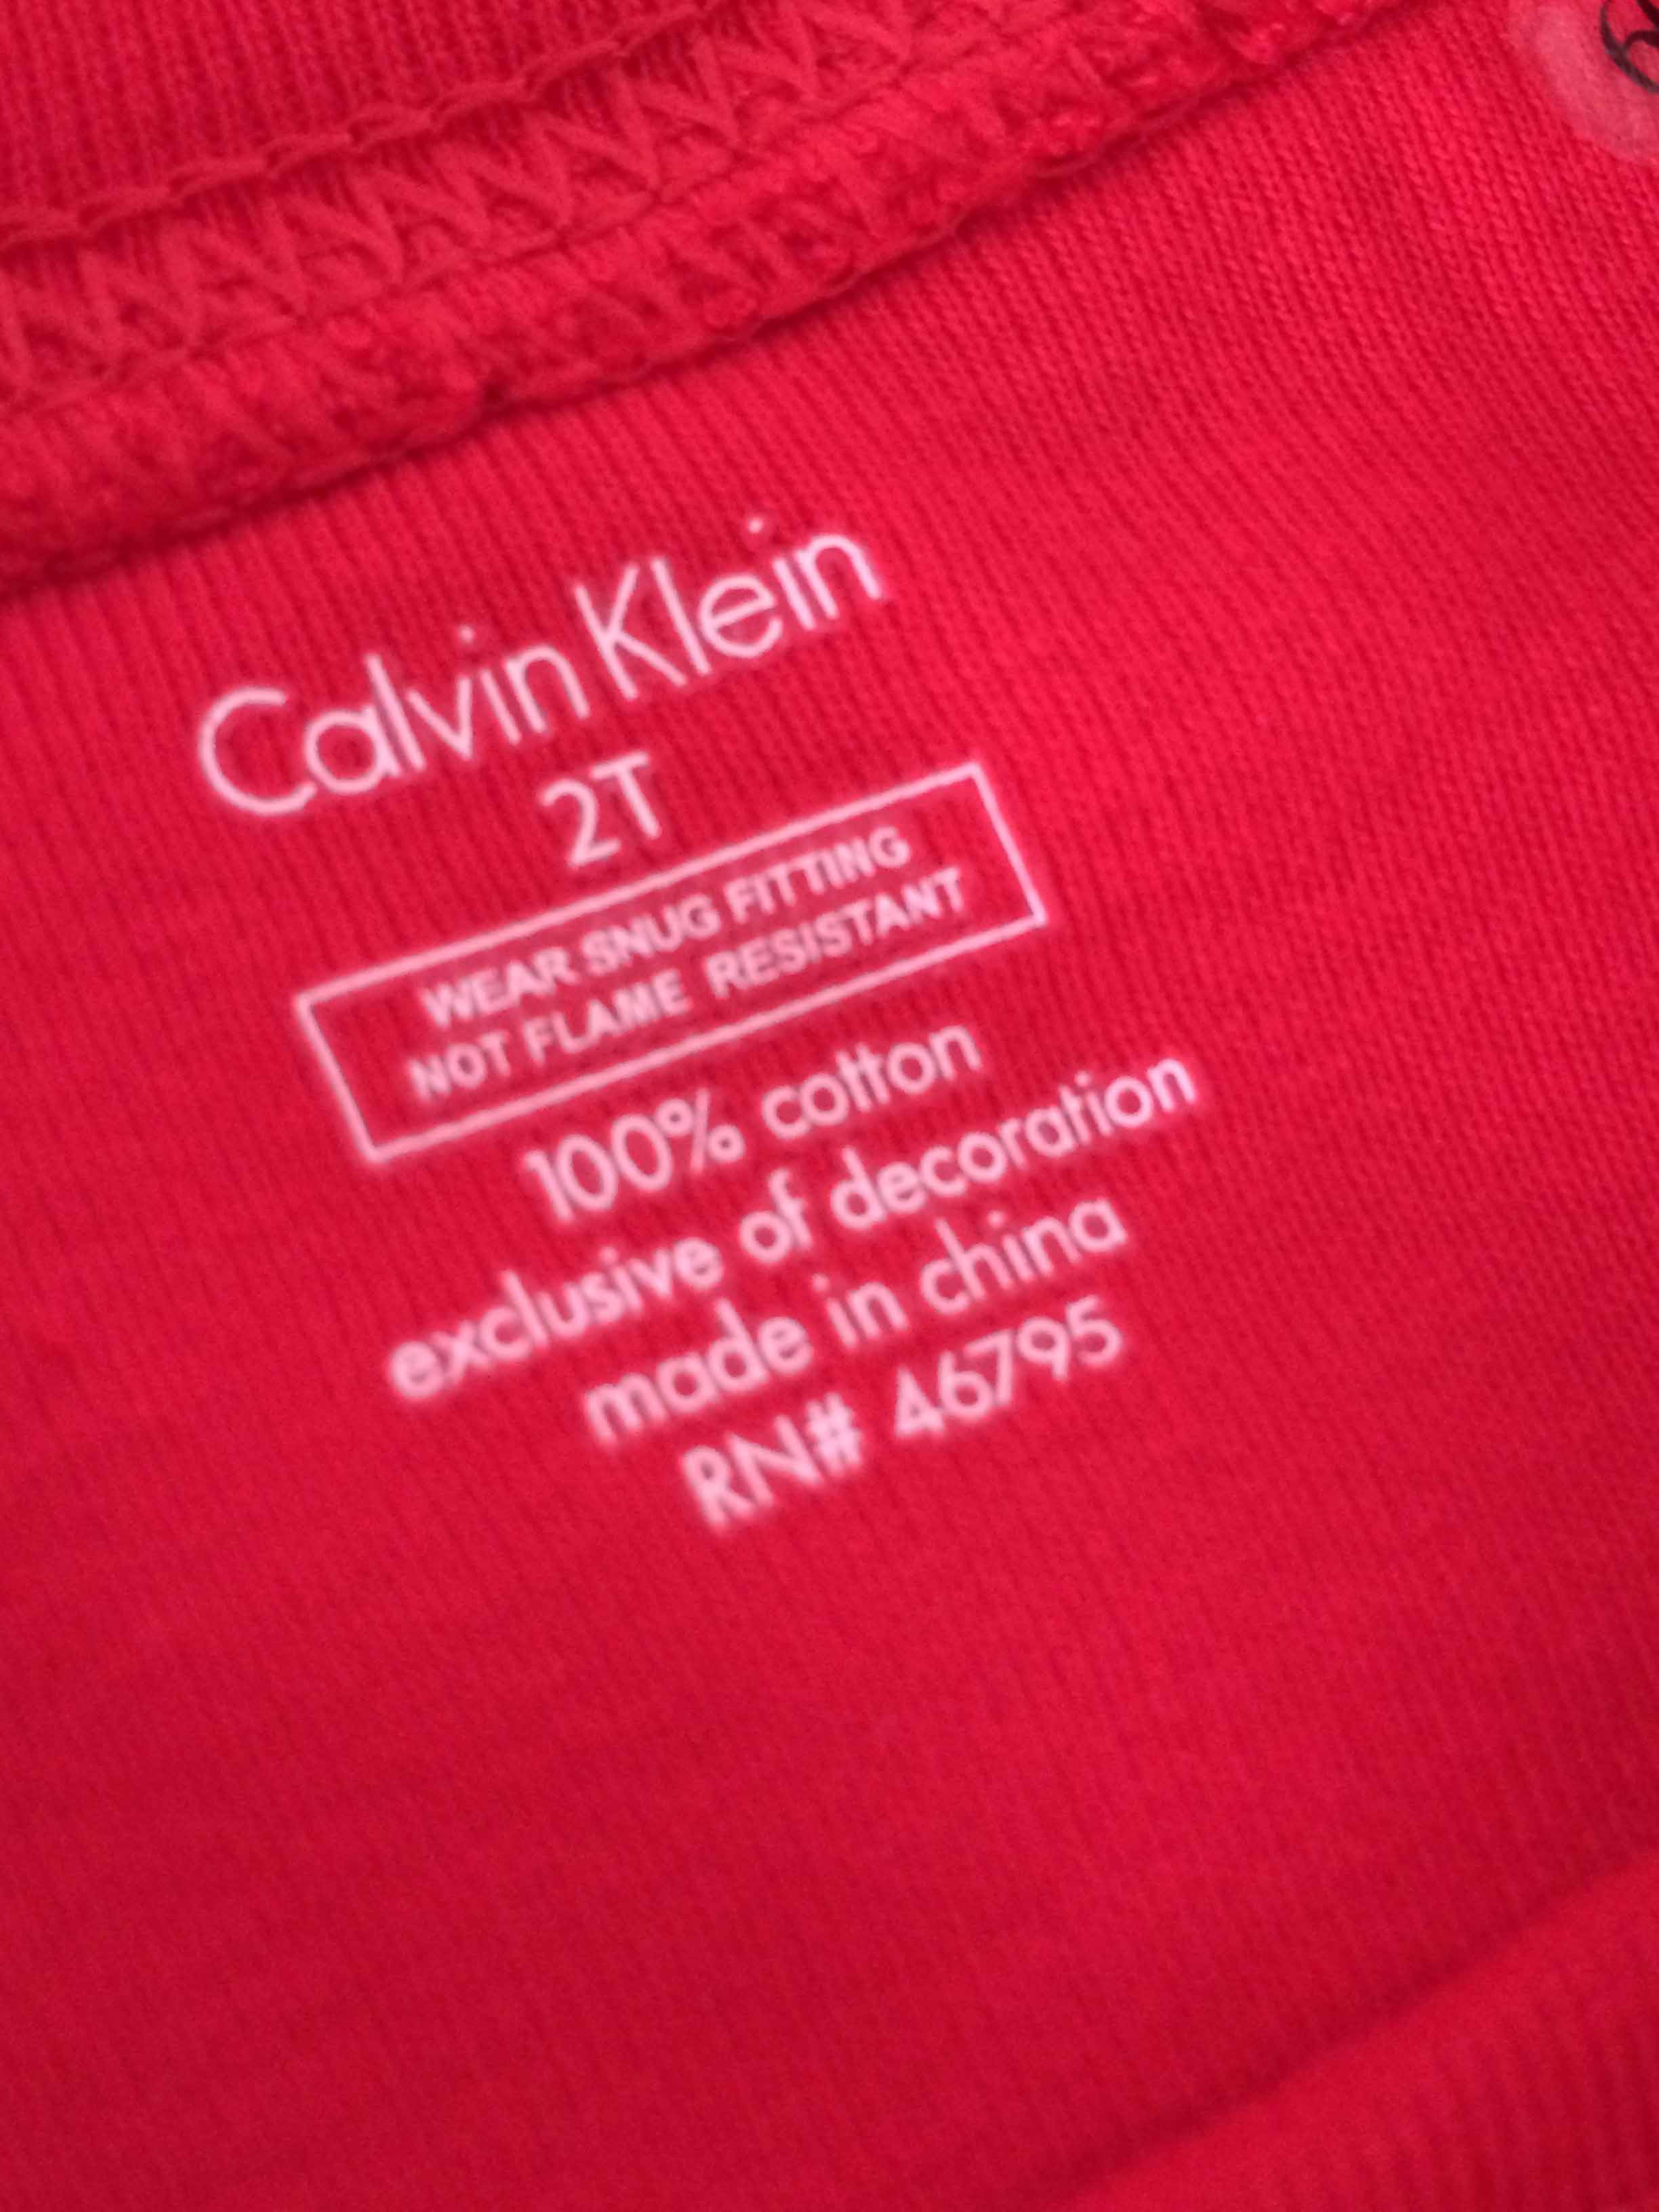 Calvin Klein
2T
WEAR SNUG FITTING
NOT FLAME RESISTANT
100% cotton
exclusive of decoration
made in china
RN# 46795